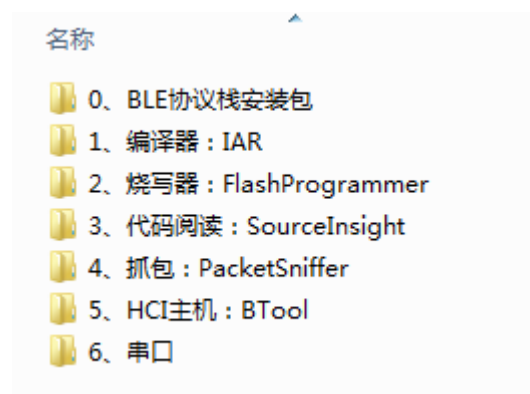 名称
0、BLE协议栈安装包
1、编译器：IAR
2、烧写器：FlashProgrammer
3、代码阅读：SourceInsight
4、抓包：PacketSniffer
5、HCI主机：BTool
6、串口